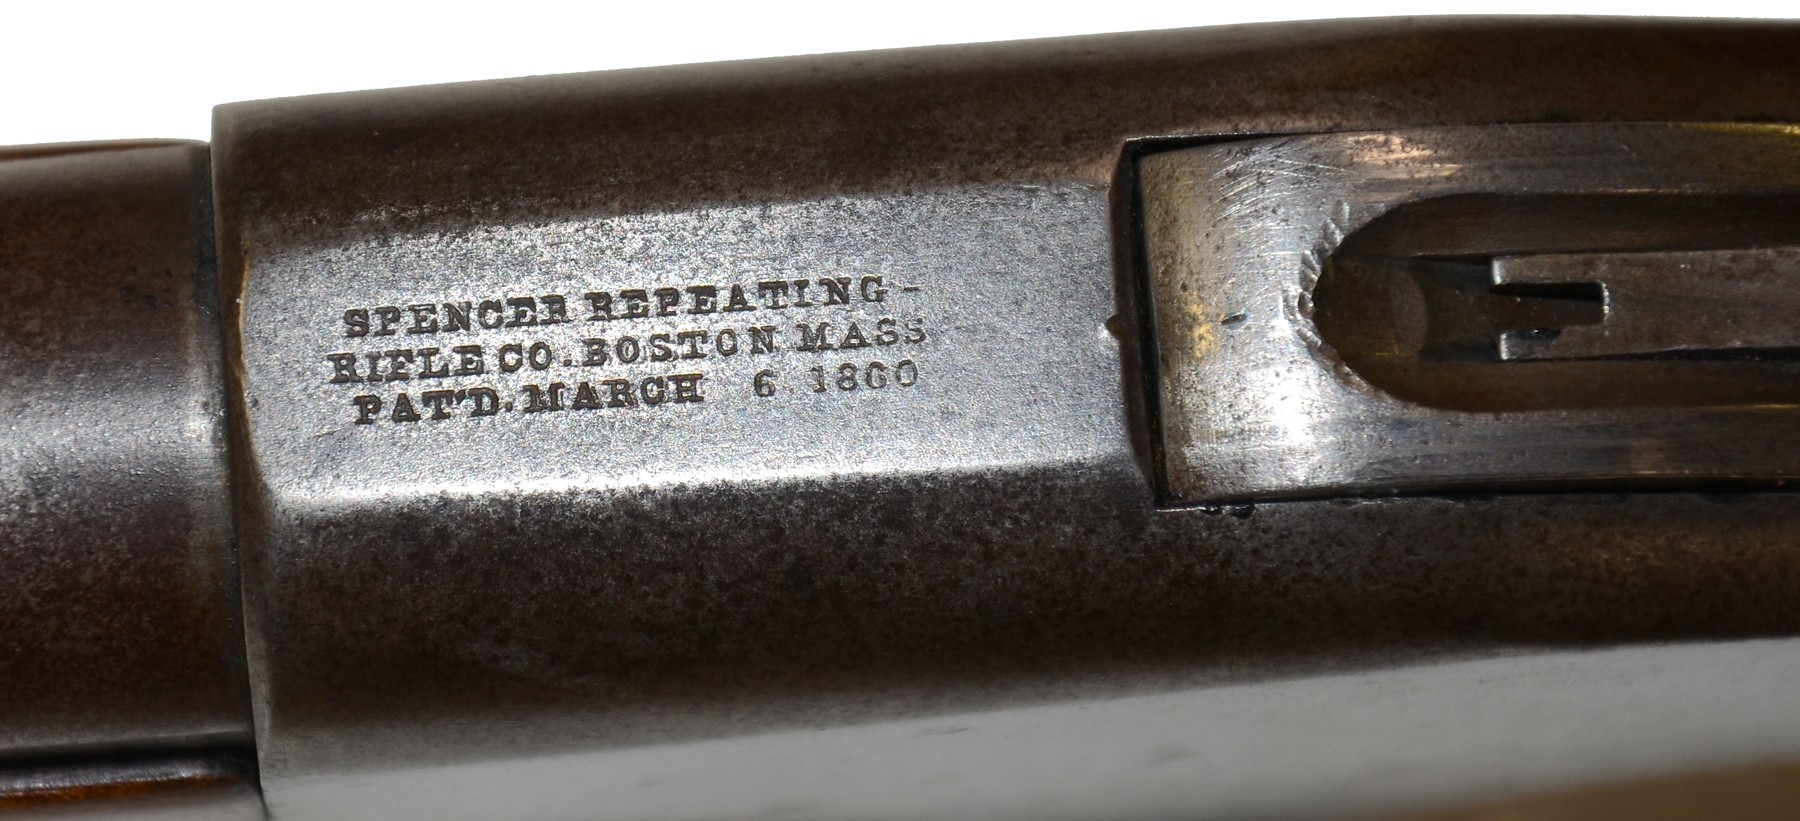 SPENCER REPEATING-
RIFLE CO. BOSTON MASS
PAT'D. MARCH 6 1860